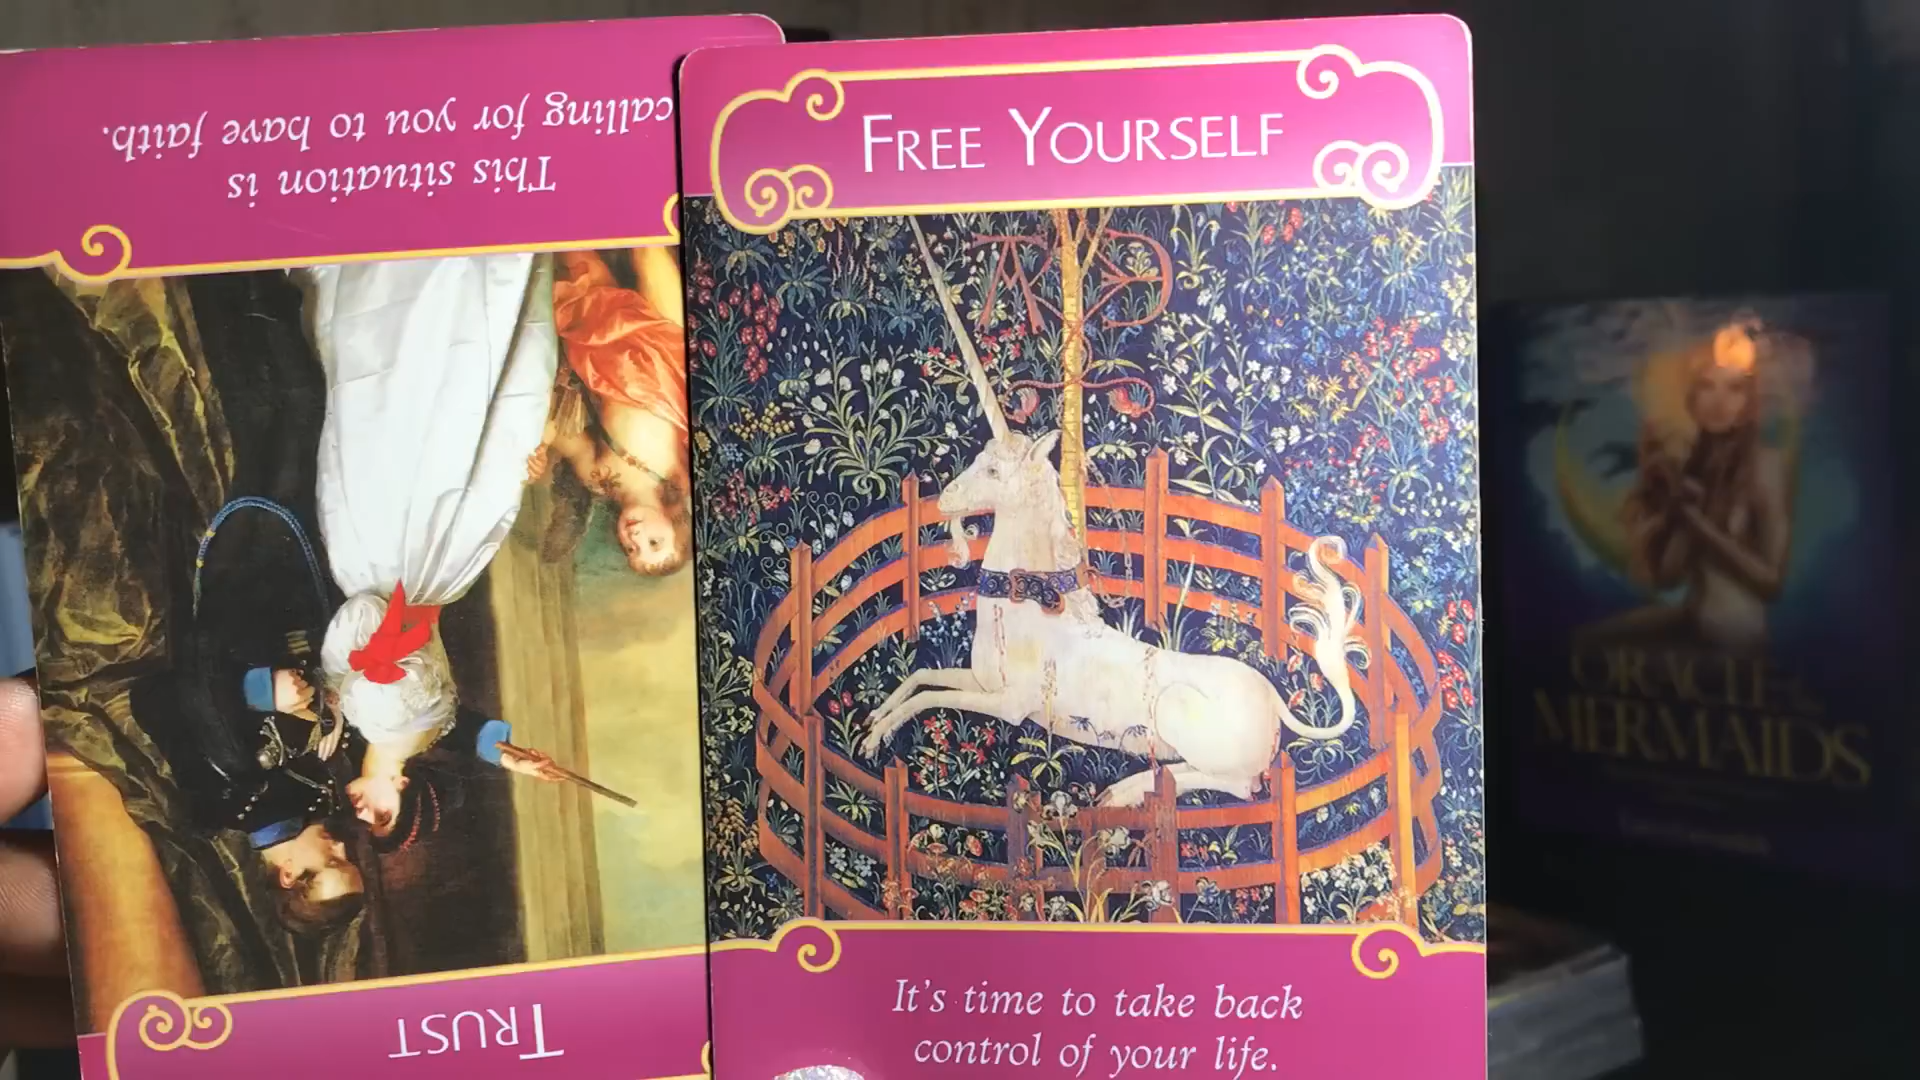 This situation is
calling for you to have faith.
TRUST
FREE YOURSELF
AD
It's time to take back
control of your life.
ORACLE
MERMAIDS